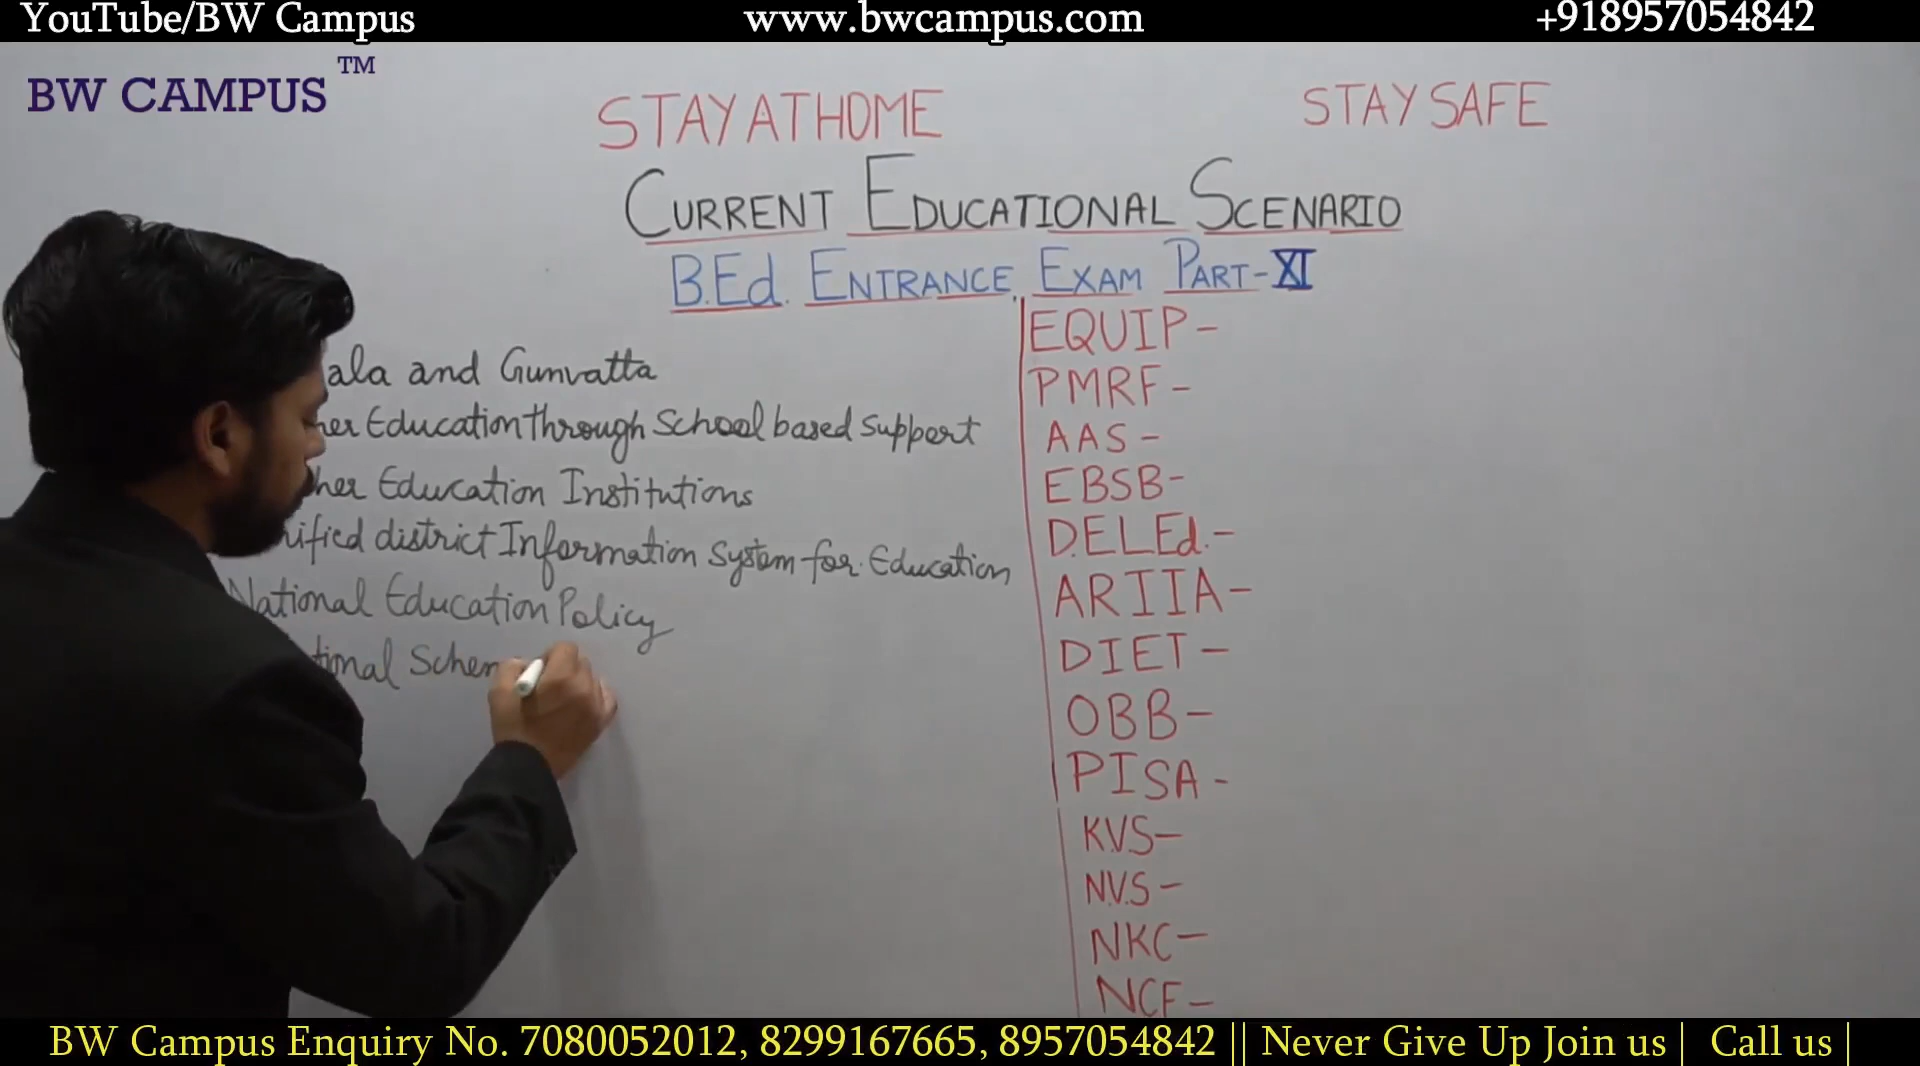 YouTube/BW Campus www.bwcampus.com +918957054842
BW CAMPUS TM
STAY AT HOME STAY SAFE
CURRENT EDUCATIONAL SCENARIO
B.Ed. ENTRANCE EXAM PART-XI
ala and Gunvatta
her Education through School based Support
her Education Institutions
ified district Information System for Education
National Education Policy
tional Schem
EQUIP-
PMRF-
AAS-
EBSB-
D.EL.Ed.-
ARIIA-
DIET-
OBB-
PISA-
KVS-
NVS-
NKC-
NCF-
BW Campus Enquiry No. 7080052012, 8299167665, 8957054842 || Never Give Up Join us | Call us |